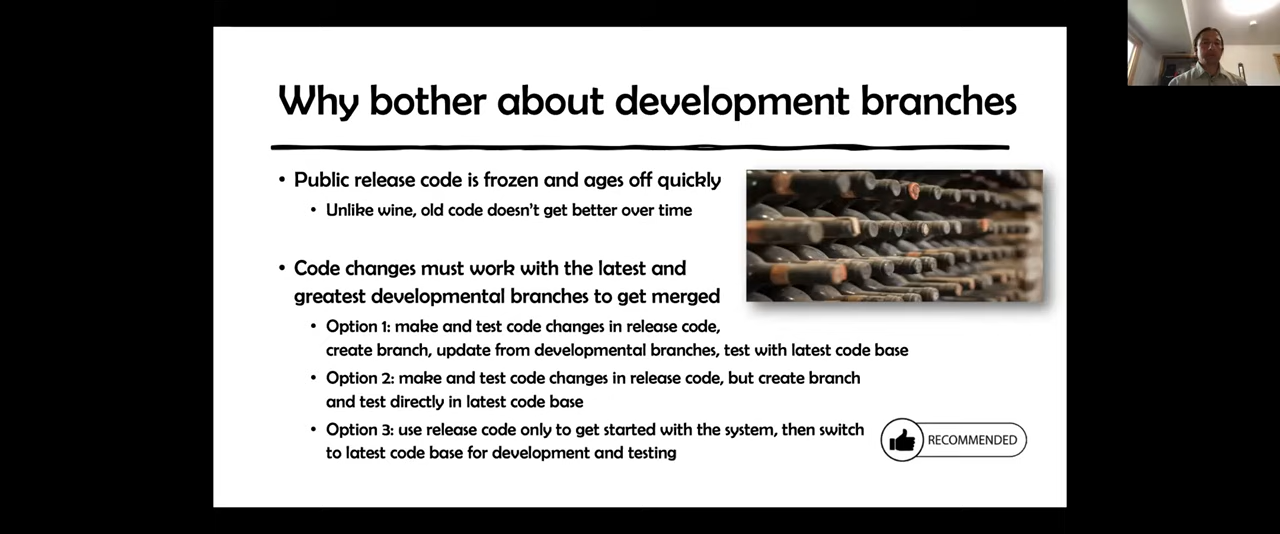 Why bother about development branches
• Public release code is frozen and ages off quickly
• Unlike wine, old code doesn't get better over time
• Code changes must work with the latest and
greatest developmental branches to get merged
• Option 1: make and test code changes in release code,
create branch, update from developmental branches, test with latest code base
• Option 2: make and test code changes in release code, but create branch
and test directly in latest code base
• Option 3: use release code only to get started with the system, then switch
to latest code base for development and testing
RECOMMENDED